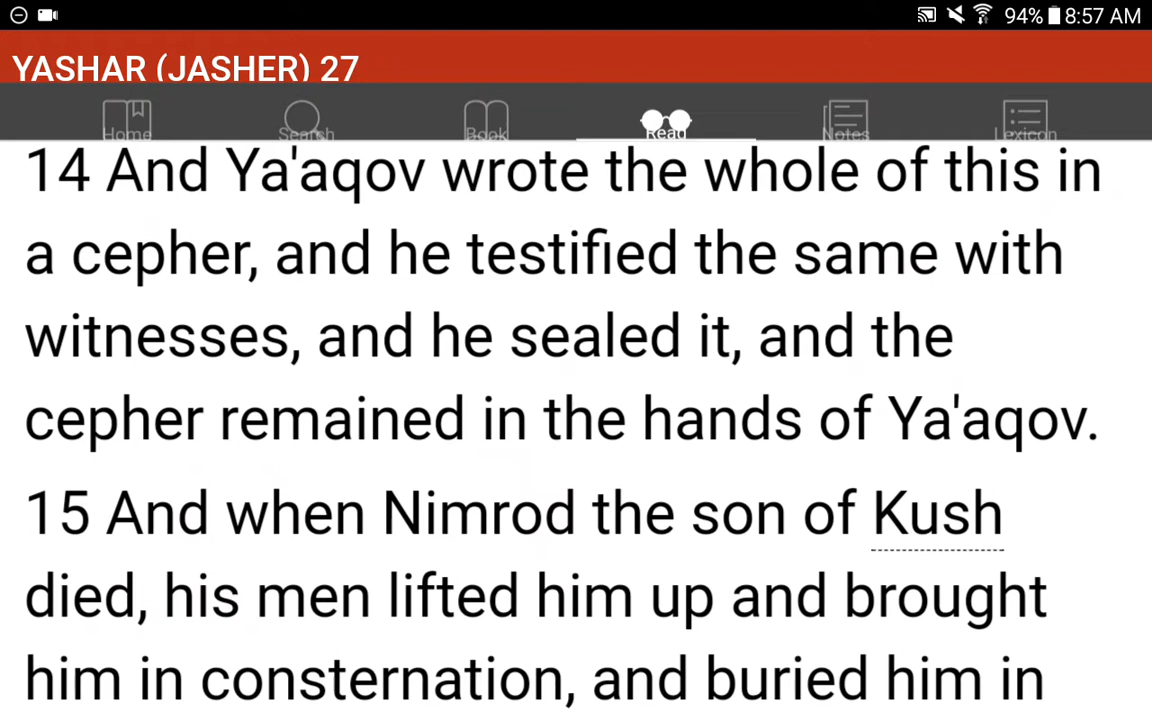 94% 8:57 AM
YASHAR (JASHER) 27
Home Search Book Read Notes Lexicon
14 And Ya'aqov wrote the whole of this in
a cepher, and he testified the same with
witnesses, and he sealed it, and the
cepher remained in the hands of Ya'aqov.
15 And when Nimrod the son of Kush
died, his men lifted him up and brought
him in consternation, and buried him in